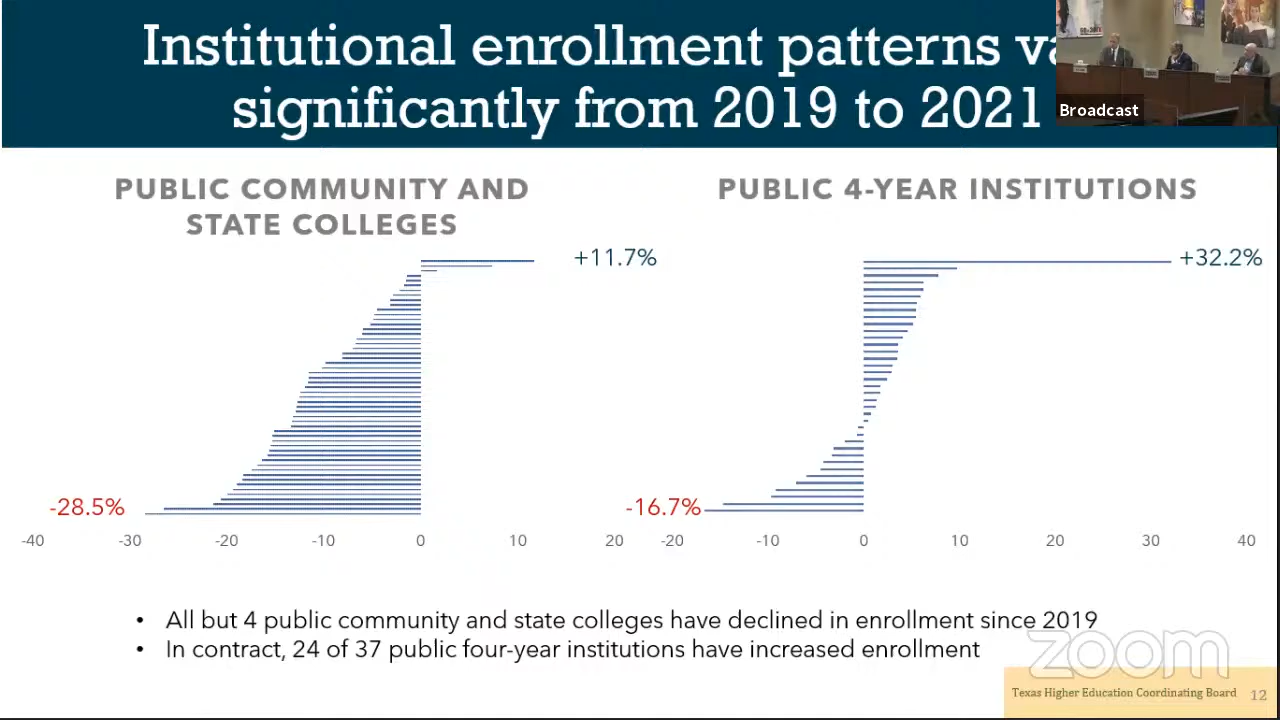 Institutional enrollment patterns va
significantly from 2019 to 2021
Broadcast
PUBLIC COMMUNITY AND
STATE COLLEGES
+11.7%
-28.5%
-40 -30 -20 -10 0 10 20
PUBLIC 4-YEAR INSTITUTIONS
+32.2%
-16.7%
-20 -10 0 10 20 30 40
• All but 4 public community and state colleges have declined in enrollment since 2019
• In contract, 24 of 37 public four-year institutions have increased enrollment
zoom
Texas Higher Education Coordinating Board 12